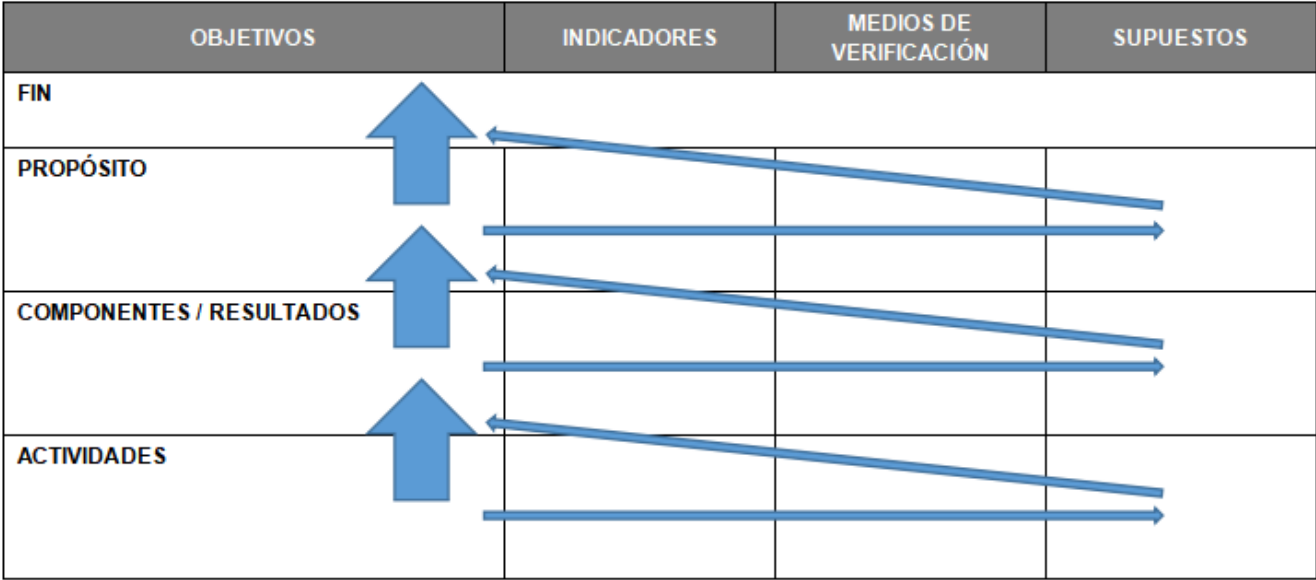 OBJETIVOS
INDICADORES
MEDIOS DE
VERIFICACIÓN
SUPUESTOS
FIN
PROPÓSITO
COMPONENTES / RESULTADOS
ACTIVIDADES